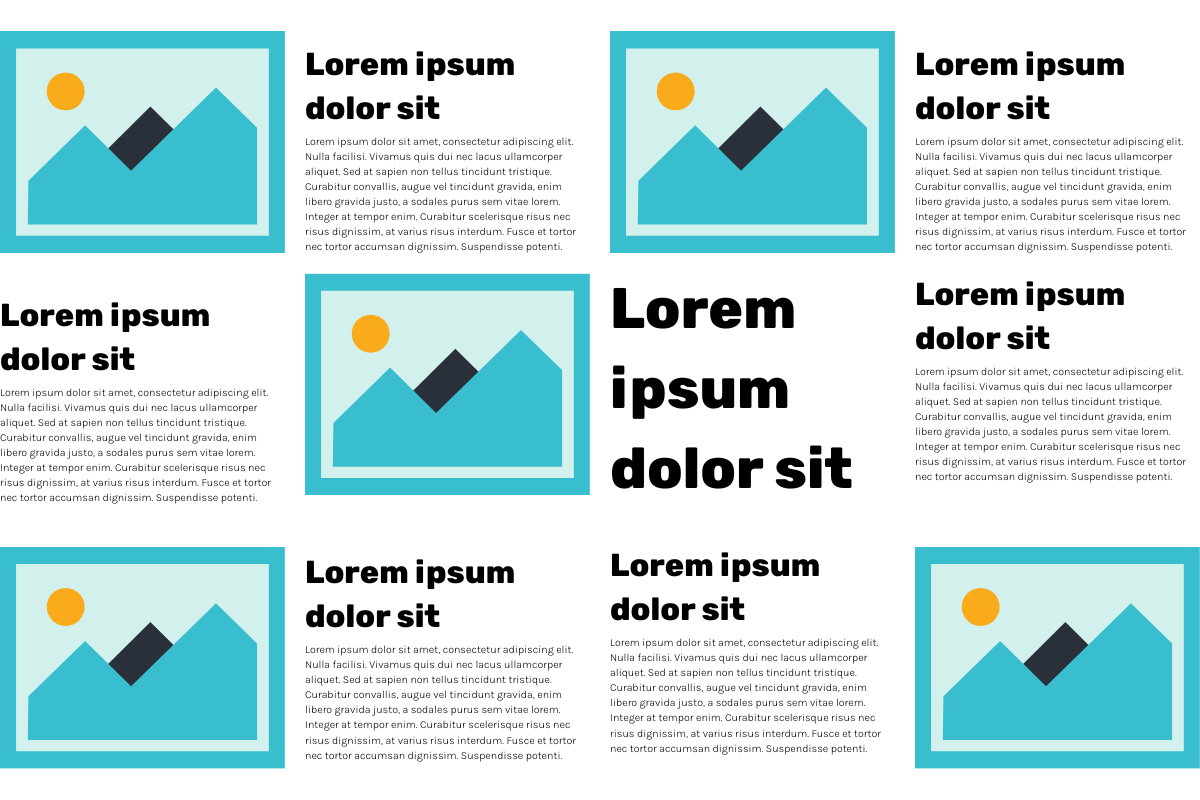 Lorem ipsum
dolor sit
Lorem ipsum dolor sit amet, consectetur adipiscing elit.
Nulla facilisi. Vivamus quis dui nec lacus ullamcorper
aliquet. Sed at sapien non tellus tincidunt tristique.
Curabitur convallis, augue vel tincidunt gravida, enim
libero gravida justo, a sodales purus sem vitae lorem.
Integer at tempor enim. Curabitur scelerisque risus nec
risus dignissim, at varius risus interdum. Fusce et tortor
nec tortor accumsan dignissim. Suspendisse potenti.
Lorem ipsum
dolor sit
Lorem ipsum dolor sit amet, consectetur adipiscing elit.
Nulla facilisi. Vivamus quis dui nec lacus ullamcorper
aliquet. Sed at sapien non tellus tincidunt tristique.
Curabitur convallis, augue vel tincidunt gravida, enim
libero gravida justo, a sodales purus sem vitae lorem.
Integer at tempor enim. Curabitur scelerisque risus nec
risus dignissim, at varius risus interdum. Fusce et tortor
nec tortor accumsan dignissim. Suspendisse potenti.
Lorem ipsum
dolor sit
Lorem ipsum dolor sit amet, consectetur adipiscing elit.
Nulla facilisi. Vivamus quis dui nec lacus ullamcorper
aliquet. Sed at sapien non tellus tincidunt tristique.
Curabitur convallis, augue vel tincidunt gravida, enim
libero gravida justo, a sodales purus sem vitae lorem.
Integer at tempor enim. Curabitur scelerisque risus nec
risus dignissim, at varius risus interdum. Fusce et tortor
nec tortor accumsan dignissim. Suspendisse potenti.
Lorem
ipsum
dolor sit
Lorem ipsum
dolor sit
Lorem ipsum dolor sit amet, consectetur adipiscing elit.
Nulla facilisi. Vivamus quis dui nec lacus ullamcorper
aliquet. Sed at sapien non tellus tincidunt tristique.
Curabitur convallis, augue vel tincidunt gravida, enim
libero gravida justo, a sodales purus sem vitae lorem.
Integer at tempor enim. Curabitur scelerisque risus nec
risus dignissim, at varius risus interdum. Fusce et tortor
nec tortor accumsan dignissim. Suspendisse potenti.
Lorem ipsum
dolor sit
Lorem ipsum dolor sit amet, consectetur adipiscing elit.
Nulla facilisi. Vivamus quis dui nec lacus ullamcorper
aliquet. Sed at sapien non tellus tincidunt tristique.
Curabitur convallis, augue vel tincidunt gravida, enim
libero gravida justo, a sodales purus sem vitae lorem.
Integer at tempor enim. Curabitur scelerisque risus nec
risus dignissim, at varius risus interdum. Fusce et tortor
nec tortor accumsan dignissim. Suspendisse potenti.
Lorem ipsum
dolor sit
Lorem ipsum dolor sit amet, consectetur adipiscing elit.
Nulla facilisi. Vivamus quis dui nec lacus ullamcorper
aliquet. Sed at sapien non tellus tincidunt tristique.
Curabitur convallis, augue vel tincidunt gravida, enim
libero gravida justo, a sodales purus sem vitae lorem.
Integer at tempor enim. Curabitur scelerisque risus nec
risus dignissim, at varius risus interdum. Fusce et tortor
nec tortor accumsan dignissim. Suspendisse potenti.